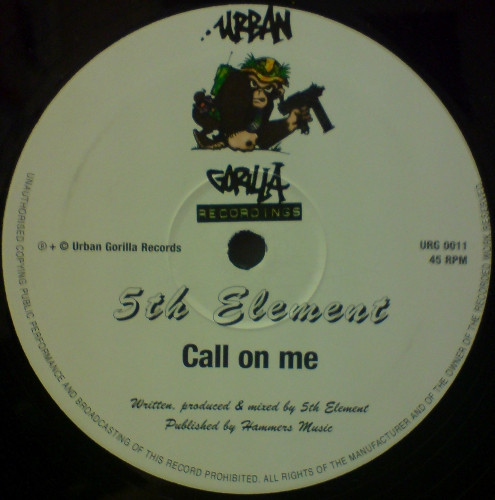 URBAN
GORILLA
RECORDINGS
℗ + © Urban Gorilla Records
URG 0011
45 RPM
5th Element
Call on me
Written, produced & mixed by 5th Element
Published by Hammers Music
UNAUTHORISED COPYING PUBLIC PERFORMANCE AND BROADCASTING OF THIS RECORD PROHIBITED. ALL RIGHTS OF THE MANUFACTURER AND OF THE OWNER OF THE RECORDED WORK RESERVED